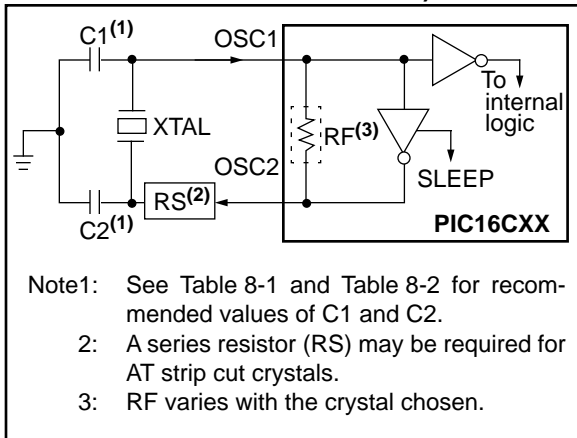 C1(1)
OSC1
To
internal
logic
XTAL
RF(3)
OSC2
SLEEP
RS(2)
C2(1)
PIC16CXX
Note1: See Table 8-1 and Table 8-2 for recom-
mended values of C1 and C2.
2: A series resistor (RS) may be required for
AT strip cut crystals.
3: RF varies with the crystal chosen.